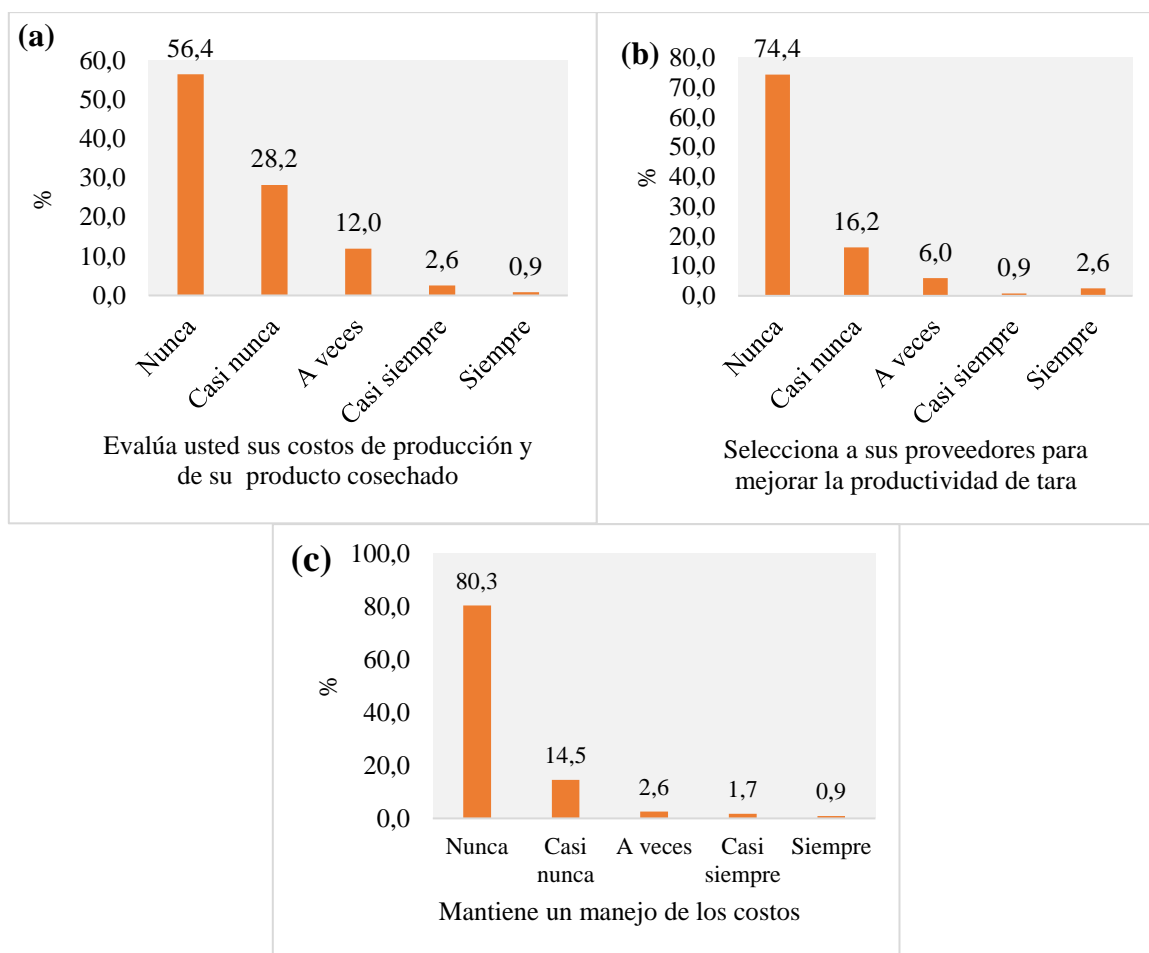 (a)
60,0
50,0
40,0
30,0
20,0
10,0
0,0
%
56,4
28,2
12,0
2,6
0,9
Nunca
Casi nunca
A veces
Casi siempre
Siempre
Evalúa usted sus costos de producción y
de su producto cosechado
(b)
80,0
70,0
60,0
50,0
40,0
30,0
20,0
10,0
0,0
%
74,4
16,2
6,0
0,9
2,6
Nunca
Casi nunca
A veces
Casi siempre
Siempre
Selecciona a sus proveedores para
mejorar la productividad de tara
(c)
100,0
80,0
60,0
40,0
20,0
0,0
%
80,3
14,5
2,6
1,7
0,9
Nunca
Casi
nunca
A veces
Casi
siempre
Siempre
Mantiene un manejo de los costos